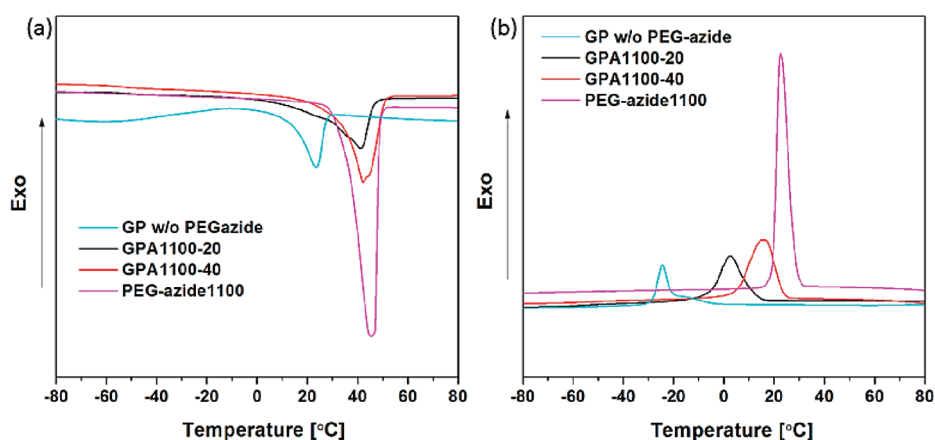 (a)
Exo
GP w/o PEGazide
GPA1100-20
GPA1100-40
PEG-azide1100
-80 -60 -40 -20 0 20 40 60 80
Temperature [°C]
(b)
Exo
GP w/o PEG-azide
GPA1100-20
GPA1100-40
PEG-azide1100
-80 -60 -40 -20 0 20 40 60 80
Temperature [°C]